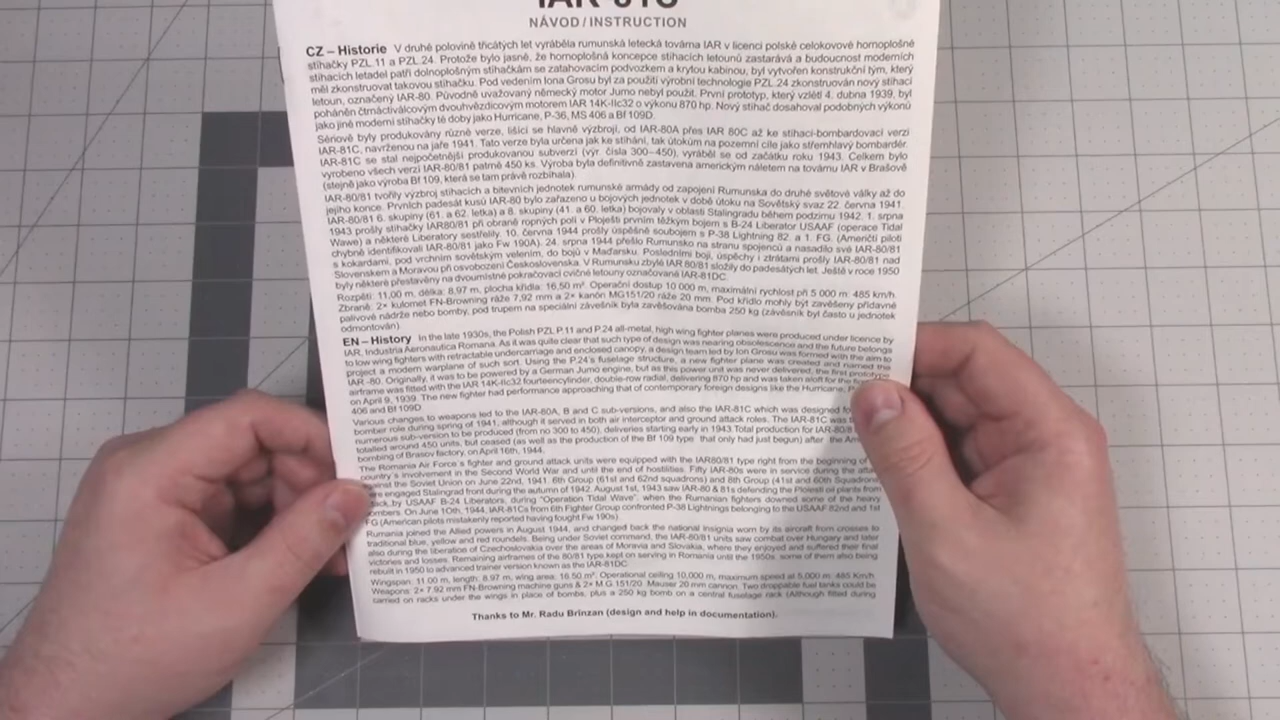 IAR-81C
NÁVOD / INSTRUCTION
CZ – Historie V druhé polovině třicátých let vyráběla rumunská letecká továrna IAR v licenci polské celokovové hornoplošné
stíhačky PZL 11 a PZL 24. Protože bylo jasné, že hornoplošná koncepce stíhacích letounů zastarává a budoucnost moderních
stíhacích letadel patří dolnoplošným stíhačkám se zatahovacím podvozkem a krytou kabinou, byl vytvořen konstrukční tým, který
měl zkonstruovat takovou stíhačku. Pod vedením Iona Grosu byl za použití výrobní technologie PZL 24 zkonstruován nový stíhací
letoun, označený IAR-80. Původně uvažovaný německý motor Jumo nebyl použit. První prototyp, který vzlétl 4. dubna 1939, byl
poháněn čtrnáctiválcovým dvouhvězdicovým motorem IAR 14K-IIc32 o výkonu 870 hp. Nový stíhač dosahoval podobných výkonů
jako jiné moderní stíhačky té doby jako Hurricane, P-36, MS 406 a Bf 109D.
Sériově byly produkovány různé verze, lišící se hlavně výzbrojí, od IAR-80A přes IAR 80C až ke stíhací-bombardovací verzi
IAR-81C, navrženou na jaře 1941. Tato verze byla určena jak ke stíhání, tak útokům na pozemní cíle jako střemhlavý bombardér.
IAR-81C se stal nejpočetnější produkovanou subverzí (výr. čísla 300–450), vyráběl se od začátku roku 1943. Celkem bylo
vyrobeno všech verzí IAR-80/81 patrně 450 ks. Výroba byla definitivně zastavena americkým náletem na továrnu IAR v Brašově
(stejně jako výroba Bf 109, která se tam právě rozbíhala).
IAR-80/81 tvořily výzbroj stíhacích a bitevních jednotek rumunské armády od zapojení Rumunska do druhé světové války až do
jejího konce. Prvních padesát kusů IAR-80 bylo zařazeno u bojových jednotek v době útoku na Sovětský svaz 22. června 1941.
IAR-80/81 6. skupiny (61. a 62. letka) a 8. skupiny (41. a 60. letka) bojovaly v oblasti Stalingradu během podzimu 1942. 1. srpna
1943 prošly stíhačky IAR80/81 při obraně ropných polí v Ploješti prvním těžkým bojem s B-24 Liberator USAAF (operace Tidal
Wawe) a některé Liberatory sestřelily. 10. června 1944 prošly úspěšně soubojem s P-38 Lightning 82. a 1. FG. (Američtí piloti
chybně identifikovali IAR-80/81 jako Fw 190A). 24. srpna 1944 přešlo Rumunsko na stranu spojenců a nasadilo své IAR-80/81
s kokardami, pod vrchním sovětským velením, do bojů v Maďarsku. Posledními boji, úspěchy i ztrátami prošly IAR-80/81 nad
Slovenskem a Moravou při osvobození Československa. V Rumunsku zbylé IAR 80/81 sloužily do padesátých let. Ještě v roce 1950
byly některé přestavěny na dvoumístné pokračovací cvičné letouny označované IAR-81DC.
Rozpětí: 11,00 m, délka: 8,97 m, plocha křídla: 16,50 m². Operační dostup 10 000 m, maximální rychlost při 5 000 m: 485 km/h.
Zbraně: 2× kulomet FN-Browning ráže 7,92 mm a 2× kanón MG151/20 ráže 20 mm. Pod křídlo mohly být zavěšeny přídavné
palivové nádrže nebo bomby, pod trupem na speciální závěsník byla zavěšována bomba 250 kg (závěsník byl často u jednotek
odmontován).
EN – History In the late 1930s, the Polish PZL P.11 and P.24 all-metal, high wing fighter planes were produced under licence by
IAR, Industria Aeronautica Romana. As it was quite clear that such type of design was nearing obsolescence and the future belongs
to low wing fighters with retractable undercarriage and enclosed canopy, a design team led by Ion Grosu was formed with the aim to
project a modern warplane of such sort. Using the P.24's fuselage structure, a new fighter plane was created and named the
IAR -80. Originally, it was to be powered by a German Jumo engine, but as this power unit was never delivered, the first prototype
airframe was fitted with the IAR 14K-IIc32 fourteencylinder, double-row radial, delivering 870 hp and was taken aloft for the first
on April 9, 1939. The new fighter had performance approaching that of contemporary foreign designs like the Hurricane,
406 and Bf 109D.
Various changes to weapons led to the IAR-80A, B and C sub-versions, and also the IAR-81C which was designed
bomber role during spring of 1941, although it served in both air interceptor and ground attack roles. The IAR-81C was
numerous sub-version to be produced (from no 300 to 450), deliveries starting early in 1943 Total production for IAR-80/8
totalled around 450 units, but ceased (as well as the production of the Bf 109 type that only had just begun) after the
bombing of Brasov factory, on April 16th, 1944.
The Romania Air Force's fighter and ground attack units were equipped with the IAR80/81 type right from the beginning of
country's involvement in the Second World War and until the end of hostilities. Fifty IAR-80s were in service during the
against the Soviet Union on June 22nd, 1941. 6th Group (61st and 62nd squadrons) and 8th Group (41st and 60th Squadrons
engaged Stalingrad front during the autumn of 1942. August 1st, 1943 saw IAR-80 & 81s defending the Ploiesti oil plants from
by USAAF B-24 Liberators, during "Operation Tidal Wave", when the Rumanian fighters downed some of the heavy
bombers. On June 10th, 1944, IAR-81Cs from 6th Fighter Group confronted P-38 Lightnings belonging to the USAAF 82nd and 1st
FG (American pilots mistakenly reported having fought Fw 190s).
Rumania joined the Allied powers in August 1944, and changed back the national insignia worn by its aircraft from crosses to
traditional blue, yellow and red roundels. Being under Soviet command, the IAR-80/81 units saw combat over Hungary and later
also during the liberation of Czechoslovakia over the areas of Moravia and Slovakia, where they enjoyed and suffered their final
victories and losses. Remaining airframes of the 80/81 type kept on serving in Romania until the 1950s, some of them also being
rebuilt in 1950 to advanced trainer version known as the IAR-81DC.
Wingspan: 11.00 m, length: 8.97 m, wing area: 16.50 m². Operational ceiling 10,000 m, maximum speed at 5,000 m: 485 Km/h.
Weapons: 2× 7.92 mm FN-Browning machine guns & 2× M G 151/20 Mauser 20 mm cannon. Two droppable fuel tanks could be
carried on racks under the wings in place of bombs, plus a 250 kg bomb on a central fuselage rack (Although fitted during
Thanks to Mr. Radu Brinzan (design and help in documentation).